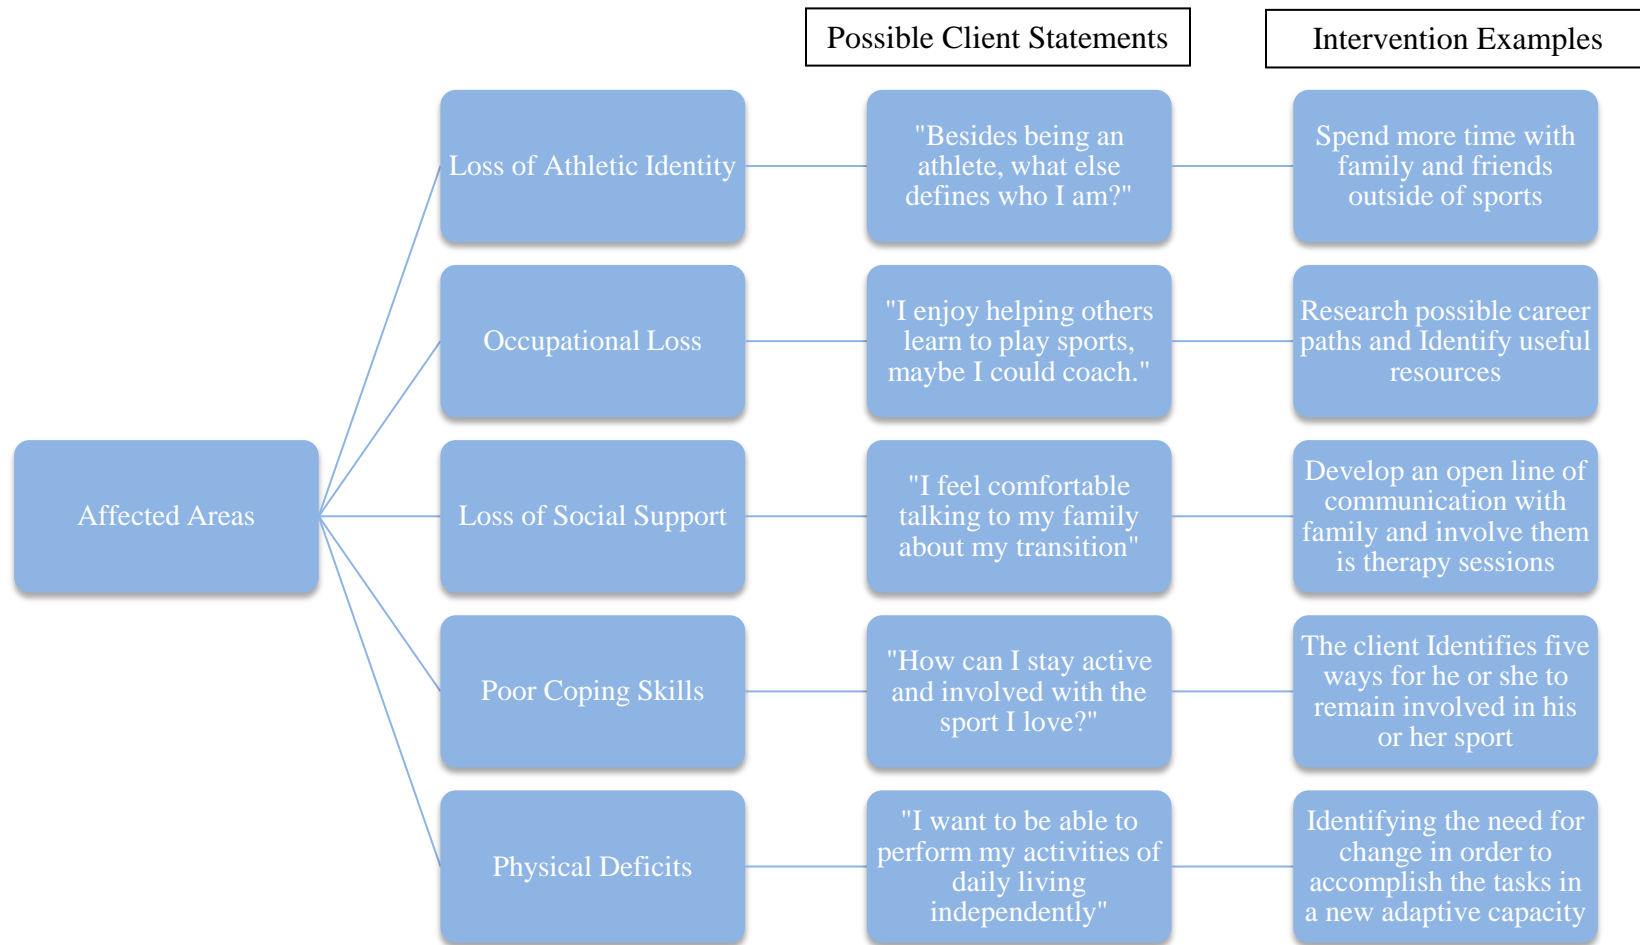 Possible Client Statements
Intervention Examples
Affected Areas
Loss of Athletic Identity
"Besides being an
athlete, what else
defines who I am?"
Spend more time with
family and friends
outside of sports
Occupational Loss
"I enjoy helping others
learn to play sports,
maybe I could coach."
Research possible career
paths and Identify useful
resources
Loss of Social Support
"I feel comfortable
talking to my family
about my transition"
Develop an open line of
communication with
family and involve them
is therapy sessions
Poor Coping Skills
"How can I stay active
and involved with the
sport I love?"
The client Identifies five
ways for he or she to
remain involved in his
or her sport
Physical Deficits
"I want to be able to
perform my activities of
daily living
independently"
Identifying the need for
change in order to
accomplish the tasks in
a new adaptive capacity